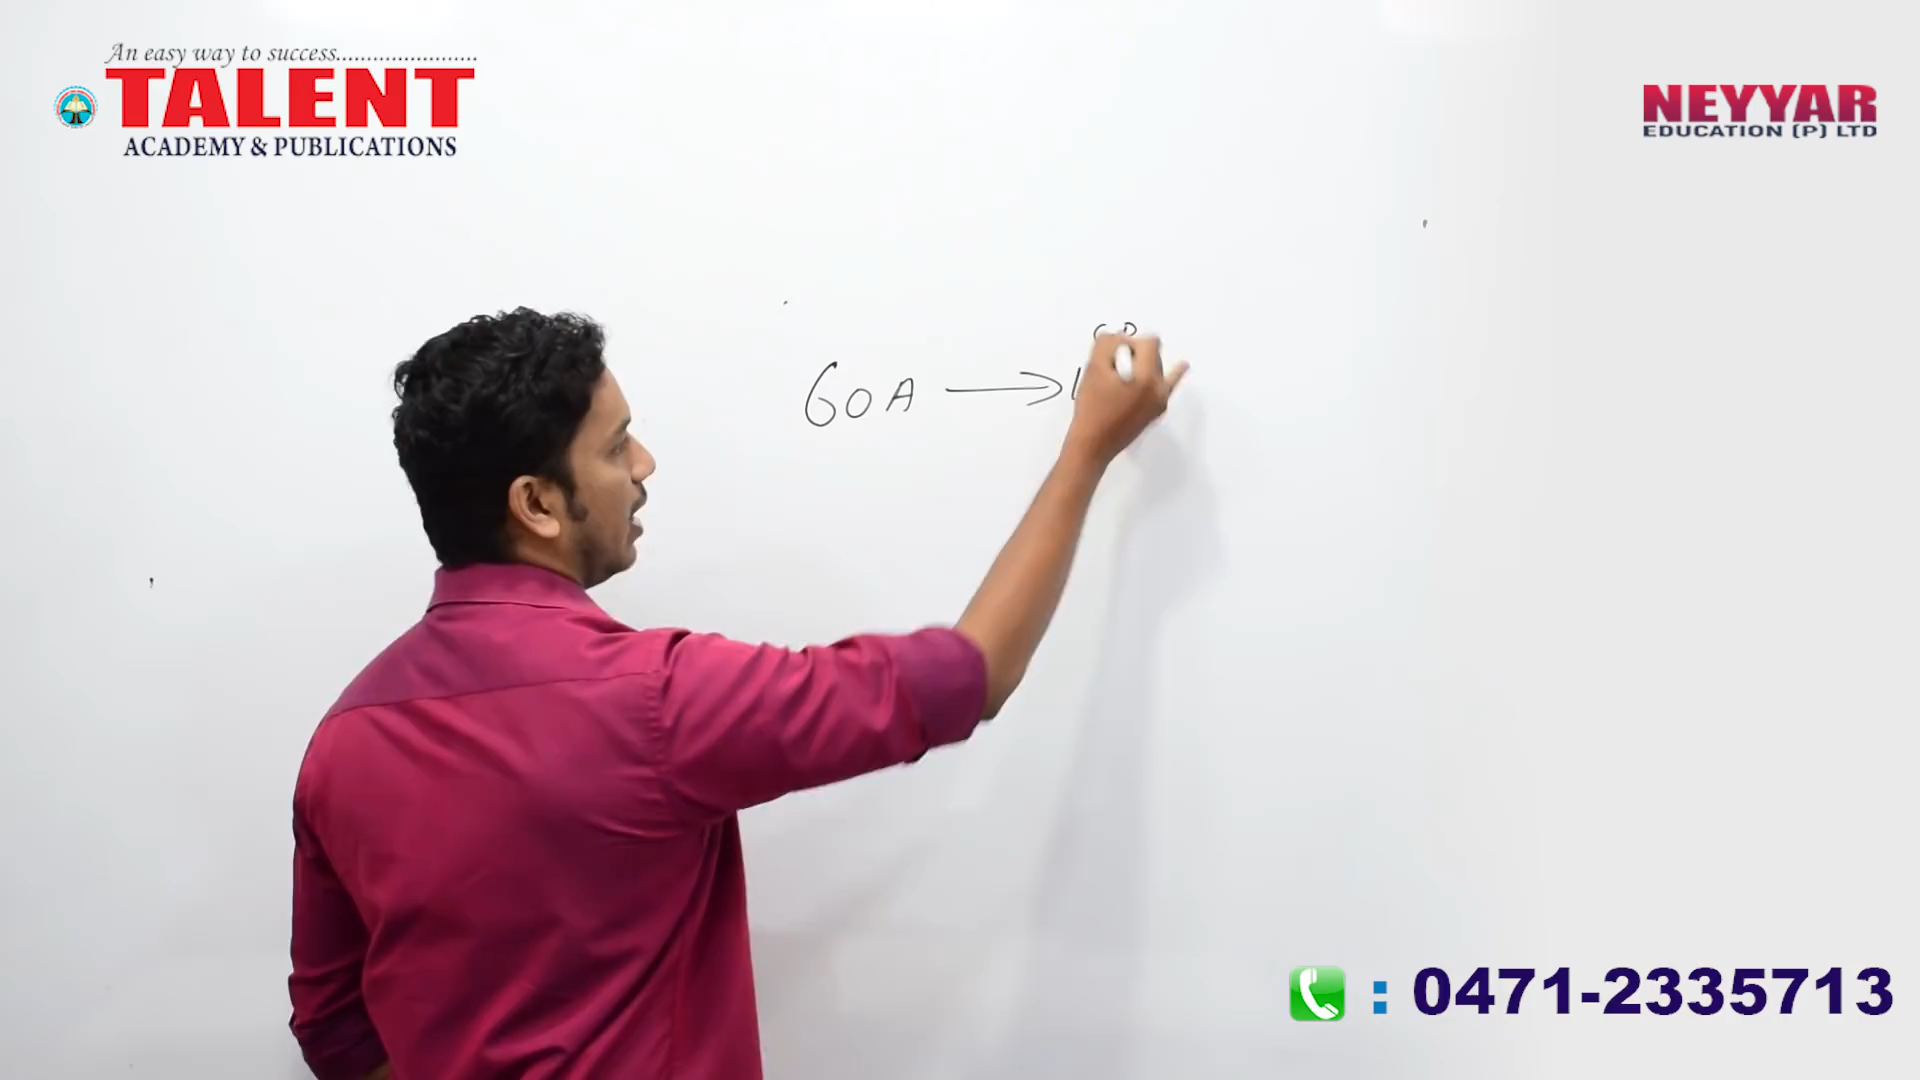 An easy way to success.......................
TALENT
ACADEMY & PUBLICATIONS
NEYYAR
EDUCATION (P) LTD
GOA →
: 0471-2335713